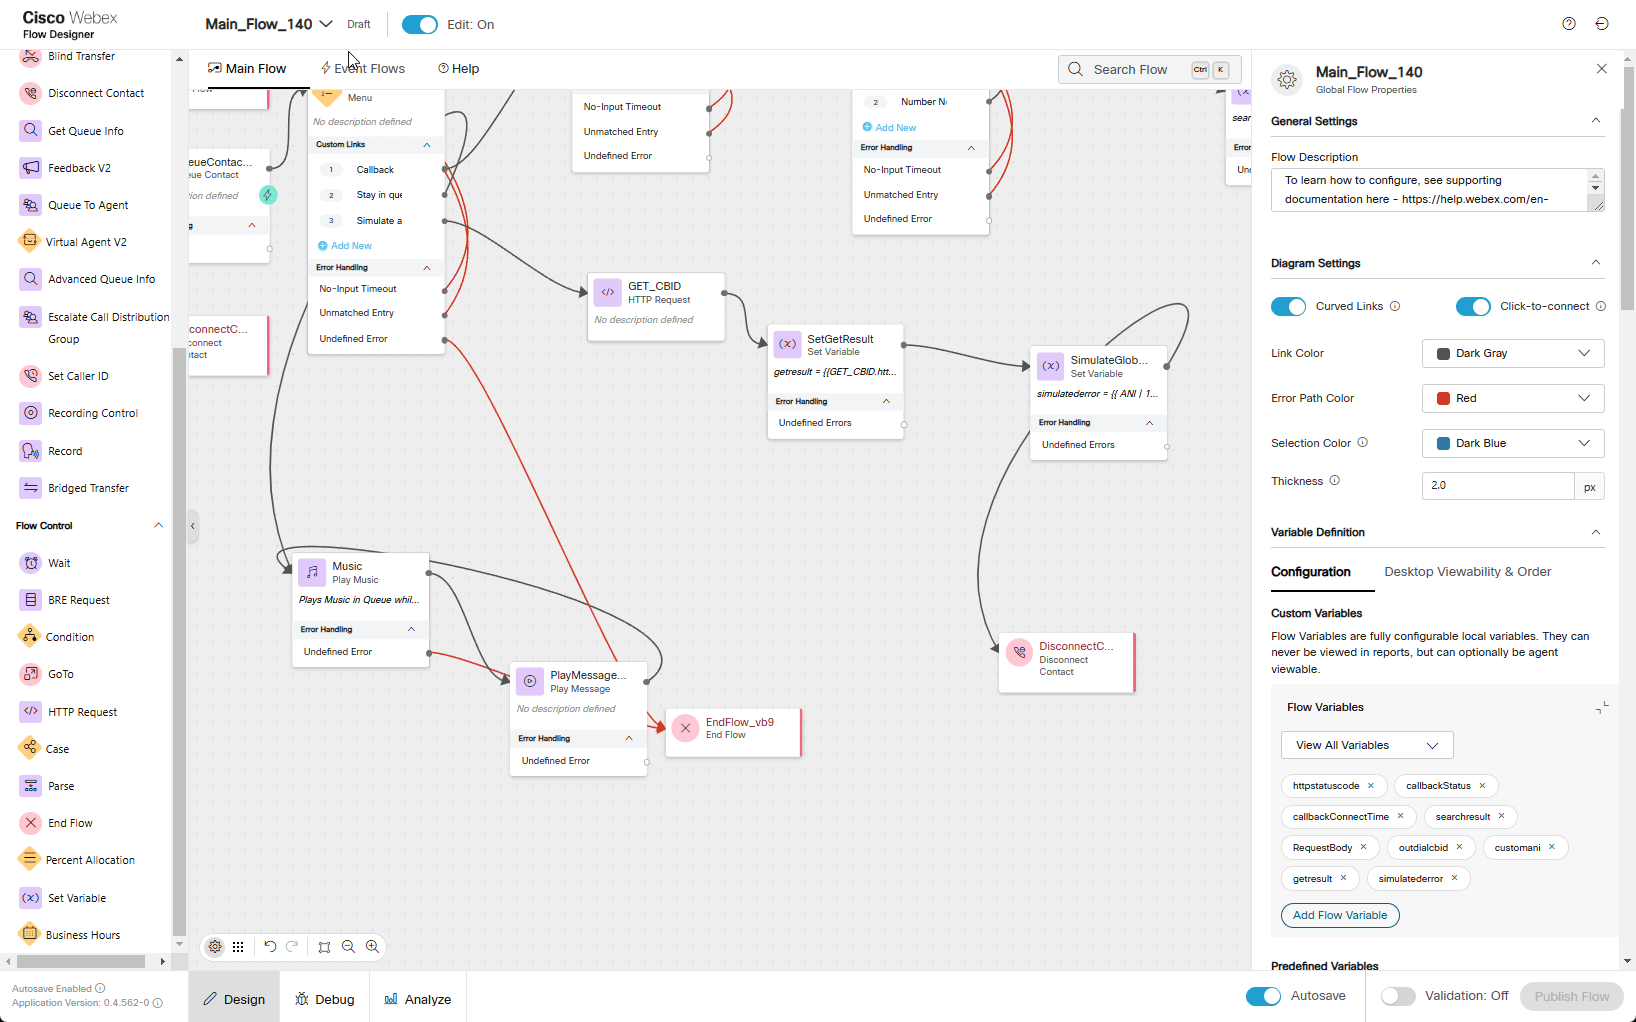 Cisco Webex
Flow Designer
Main_Flow_140
Draft
Edit: On
Blind Transfer
Disconnect Contact
Get Queue Info
Feedback V2
Queue To Agent
Virtual Agent V2
Advanced Queue Info
Escalate Call Distribution
Group
Set Caller ID
Recording Control
Record
Bridged Transfer
Flow Control
Wait
BRE Request
Condition
GoTo
HTTP Request
Case
Parse
End Flow
Percent Allocation
Set Variable
Business Hours
Autosave Enabled
Application Version: 0.4.562-0
Main Flow
Event Flows
Help
Search Flow
Ctrl
K
eueContac...
ue Contact
ion defined
connectC...
connect
tact
Menu
No description defined
Custom Links
1 Callback
2 Stay in que
3 Simulate a
Add New
Error Handling
No-Input Timeout
Unmatched Entry
Undefined Error
No-Input Timeout
Unmatched Entry
Undefined Error
2 Number N
Add New
Error Handling
No-Input Timeout
Unmatched Entry
Undefined Error
sear
Erro
Und
GET_CBID
HTTP Request
No description defined
SetGetResult
Set Variable
getresult = {{GET_CBID.htt...
Error Handling
Undefined Errors
SimulateGlob...
Set Variable
simulatederror = {{ ANI | 1...
Error Handling
Undefined Errors
Music
Play Music
Plays Music in Queue whil...
Error Handling
Undefined Error
PlayMessage...
Play Message
No description defined
Error Handling
Undefined Error
EndFlow_vb9
End Flow
DisconnectC...
Disconnect
Contact
Design
Debug
Analyze
Main_Flow_140
Global Flow Properties
General Settings
Flow Description
To learn how to configure, see supporting
documentation here - https://help.webex.com/en-
Diagram Settings
Curved Links
Click-to-connect
Link Color
Dark Gray
Error Path Color
Red
Selection Color
Dark Blue
Thickness
2.0
px
Variable Definition
Configuration
Desktop Viewability & Order
Custom Variables
Flow Variables are fully configurable local variables. They can
never be viewed in reports, but can optionally be agent
viewable.
Flow Variables
View All Variables
httpstatuscode
callbackStatus
callbackConnectTime
searchresult
RequestBody
outdialcbid
customani
getresult
simulatederror
Add Flow Variable
Predefined Variables
Autosave
Validation: Off
Publish Flow